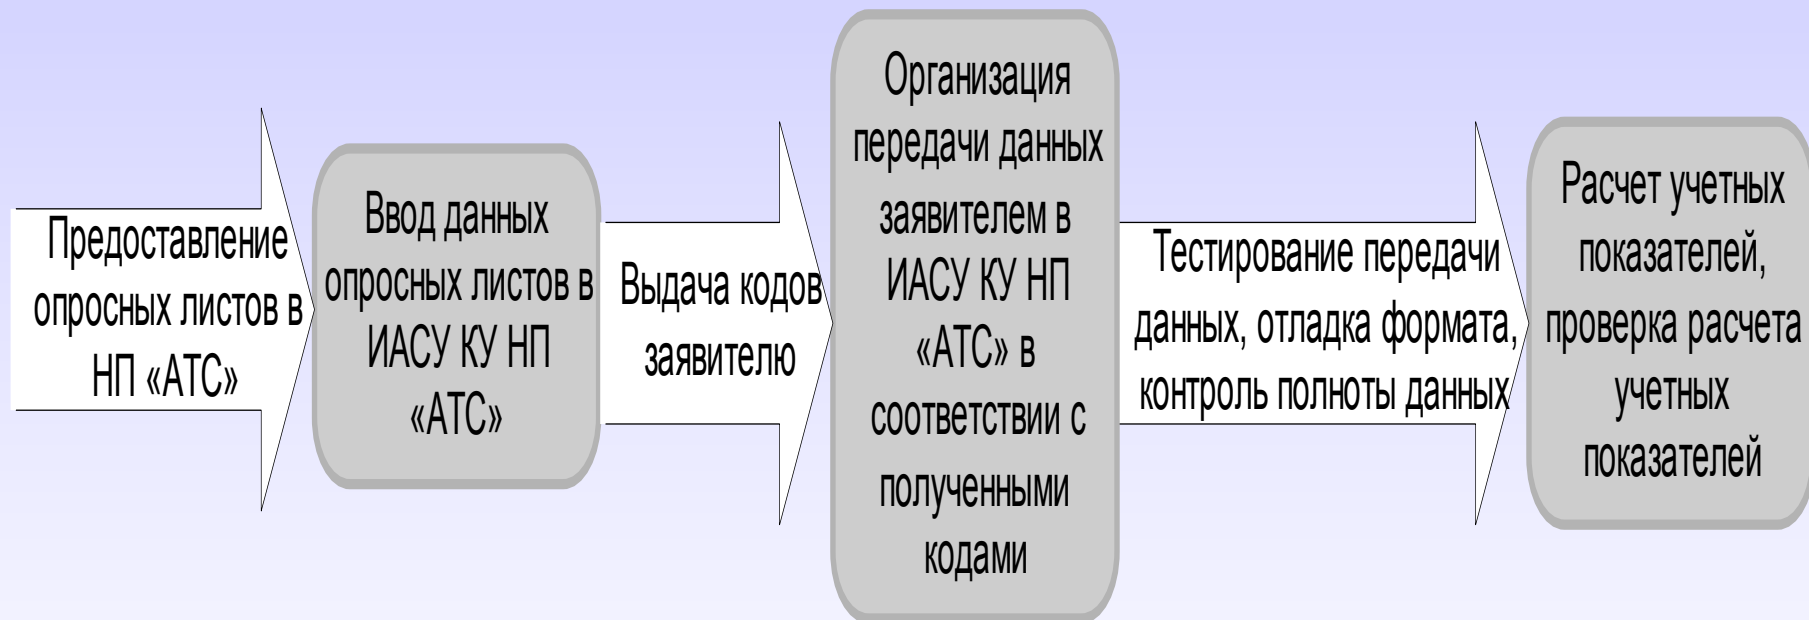 Предоставление
опросных листов в
НП «АТС»
Ввод данных
опросных листов в
ИАСУ КУ НП
«АТС»
Выдача кодов
заявителю
Организация
передачи данных
заявителем в
ИАСУ КУ НП
«АТС» в
соответствии с
полученными
кодами
Тестирование передачи
данных, отладка формата,
контроль полноты данных
Расчет учетных
показателей,
проверка расчета
учетных
показателей